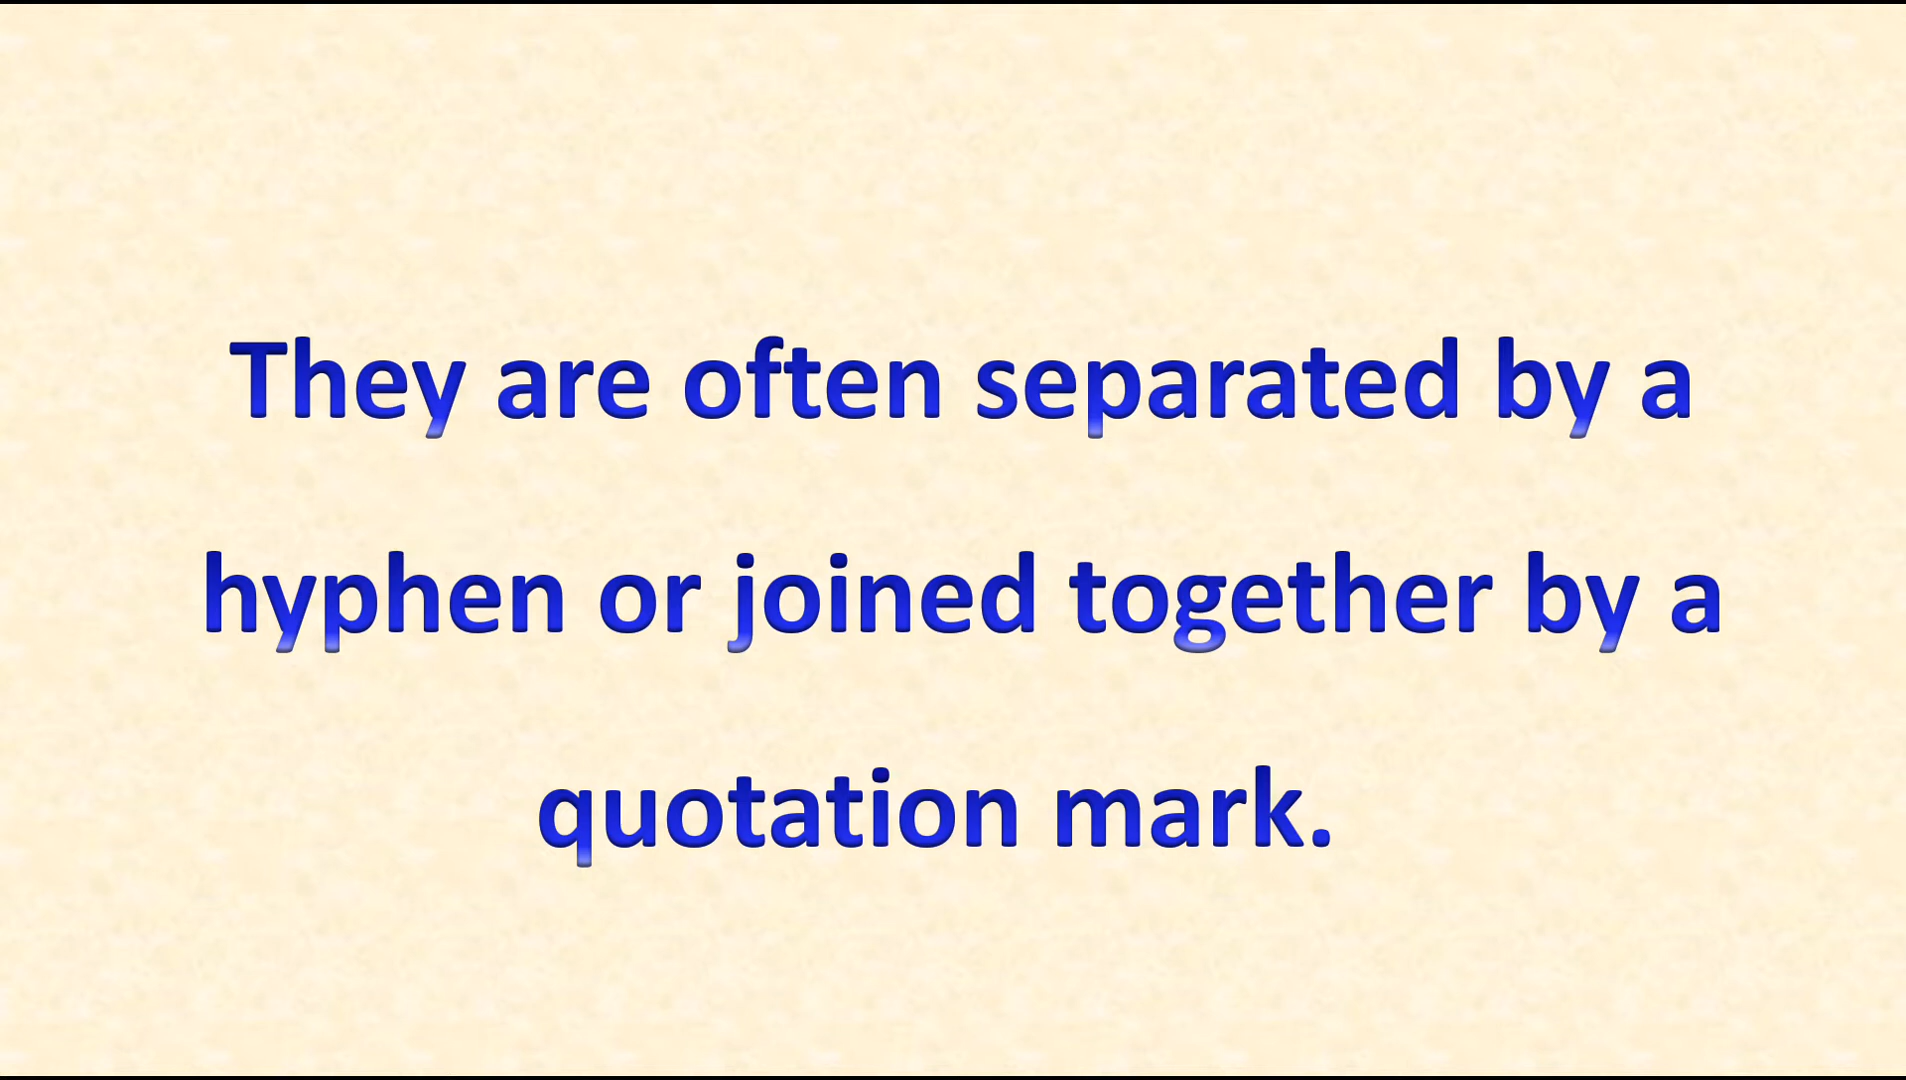 They are often separated by a
hyphen or joined together by a
quotation mark.